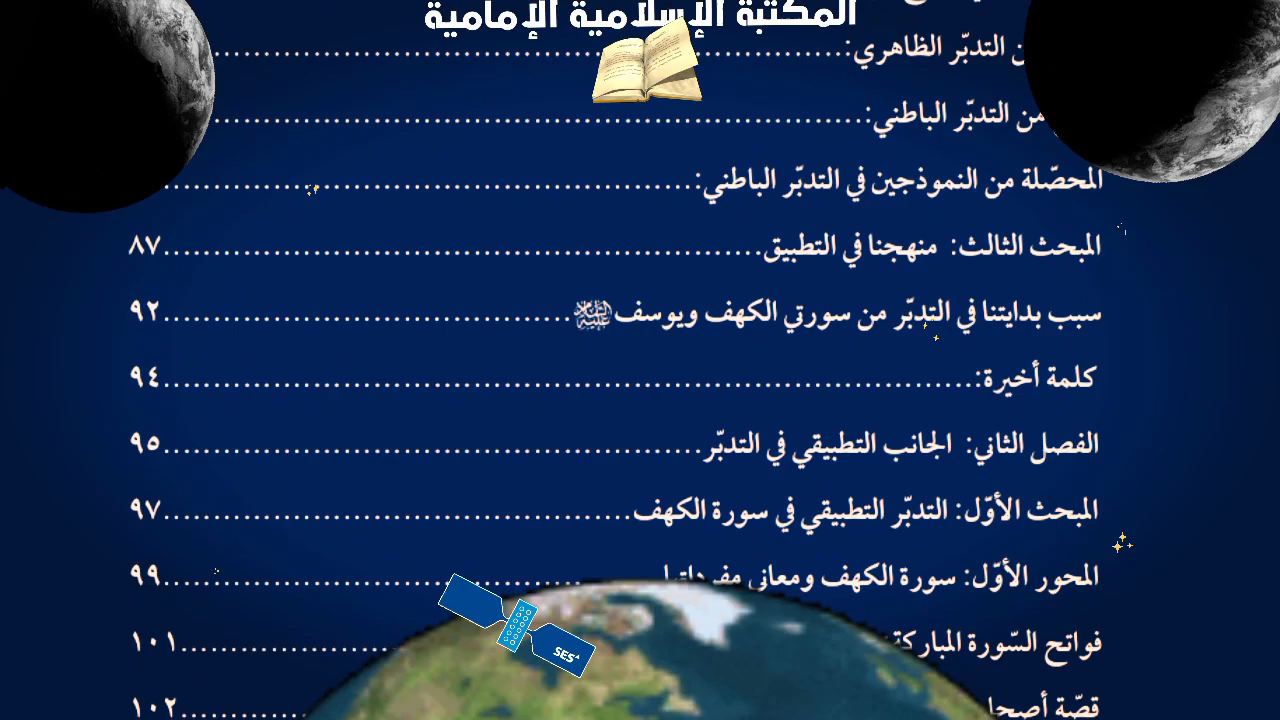 المكتبة الإسلامية الإمامية
التدبّر الظاهري:
من التدبّر الباطني:
المحصّلة من النموذجين في التدبّر الباطني:
المبحث الثالث: منهجنا في التطبيق ٨٧
سبب بدايتنا في التدبّر من سورتي الكهف ويوسف عليه السلام ٩٢
كلمة أخيرة: ٩٤
الفصل الثاني: الجانب التطبيقي في التدبّر ٩٥
المبحث الأوّل: التدبّر التطبيقي في سورة الكهف ٩٧
المحور الأوّل: سورة الكهف ومعاني مفرداتها ٩٩
فواتح السّورة المباركة: ١٠١
قصّة ١٠٢
SES